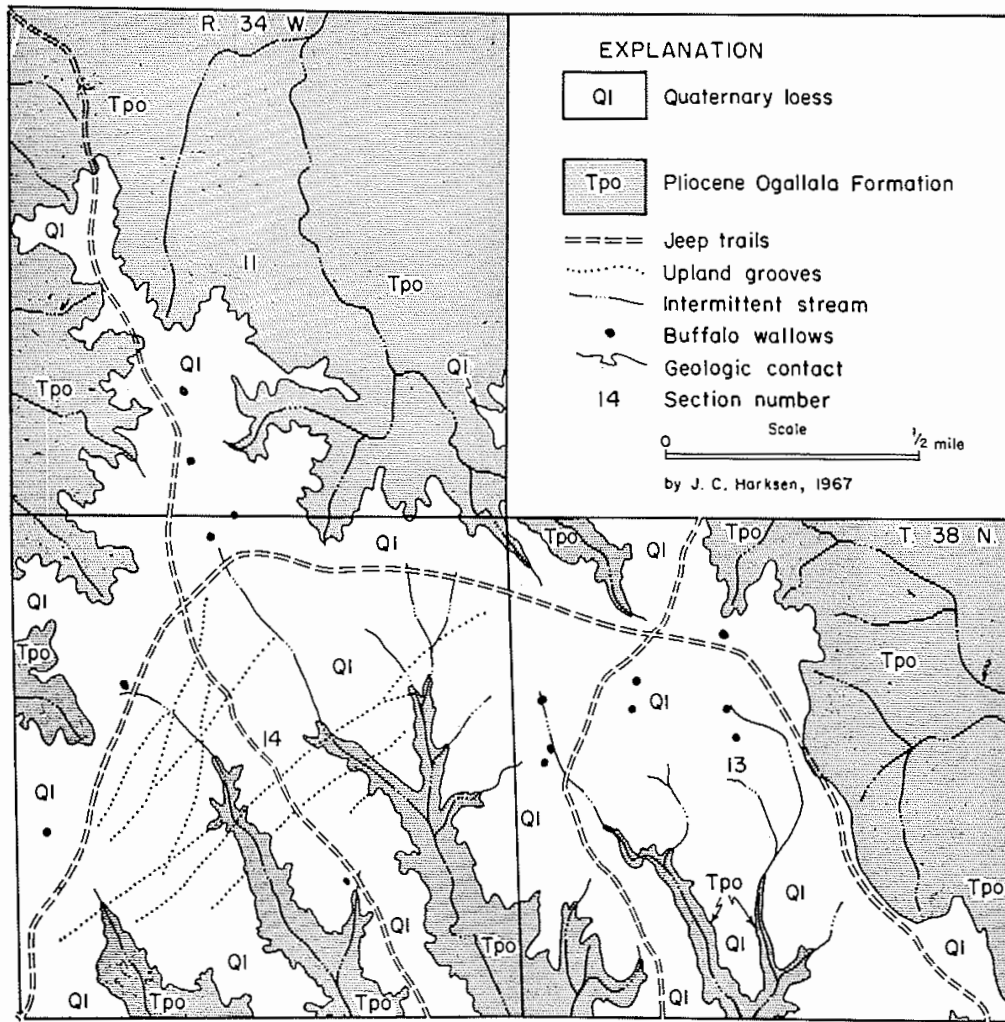 R. 34 W.
EXPLANATION
Ql Quaternary loess
Tpo Pliocene Ogallala Formation
Jeep trails
Upland grooves
Intermittent stream
Buffalo wallows
Geologic contact
14 Section number
Scale
0 1/2 mile
by J. C. Harksen, 1967
Tpo
Ql
11
Tpo
Ql
Ql
Tpo
Ql
Tpo
Ql
Tpo
T. 38 N.
Ql
Tpo
Ql
Tpo
Ql
14
13
Ql
Ql
Tpo
Ql
Tpo
Ql
Ql
Tpo
Ql
Ql
Ql
Tpo
Tpo
Ql